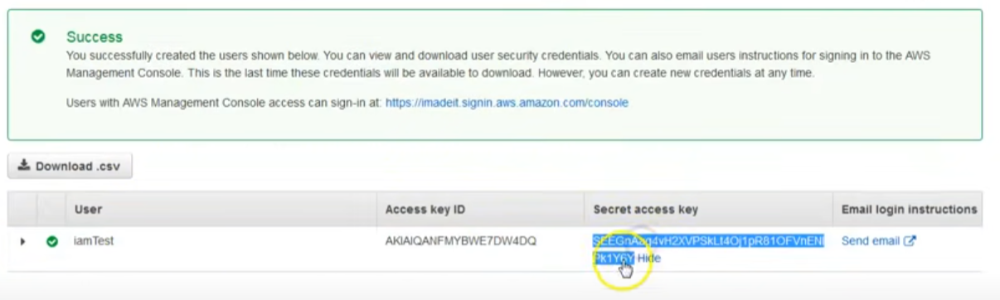 Success
You successfully created the users shown below. You can view and download user security credentials. You can also email users instructions for signing in to the AWS
Management Console. This is the last time these credentials will be available to download. However, you can create new credentials at any time.
Users with AWS Management Console access can sign-in at: https://imadeit.signin.aws.amazon.com/console
Download .csv
User Access key ID Secret access key Email login instructions
iamTest AKIAIQANFMYBWE7DW4DQ Send email
Hide